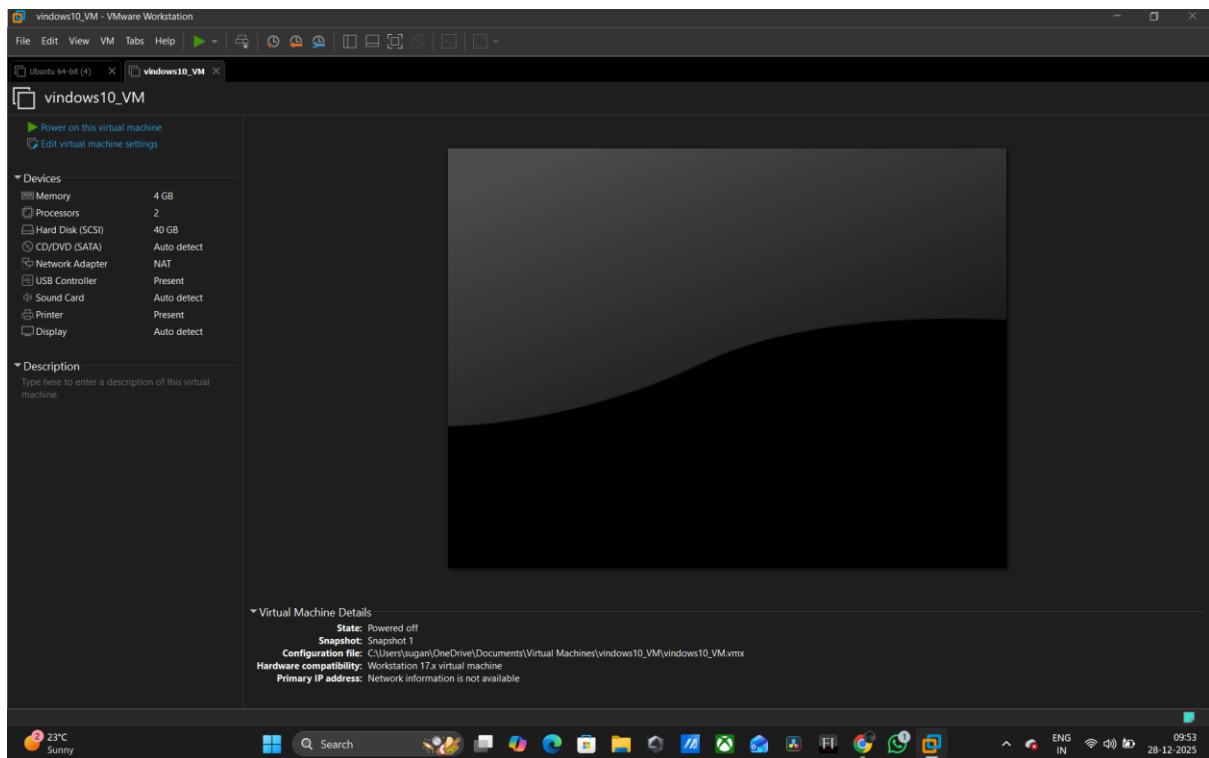 vindows10_VM - VMware Workstation
File Edit View VM Tabs Help
Ubuntu 64-bit (4)
vindows10_VM
vindows10_VM
Power on this virtual machine
Edit virtual machine settings
Devices
Memory 4 GB
Processors 2
Hard Disk (SCSI) 40 GB
CD/DVD (SATA) Auto detect
Network Adapter NAT
USB Controller Present
Sound Card Auto detect
Printer Present
Display Auto detect
Description
Type here to enter a description of this virtual
machine.
Virtual Machine Details
State: Powered off
Snapshot: Snapshot 1
Configuration file: C:\Users\sugan\OneDrive\Documents\Virtual Machines\vindows10_VM\vindows10_VM.vmx
Hardware compatibility: Workstation 17.x virtual machine
Primary IP address: Network information is not available
2
23°C
Sunny
Search
1
ENG
IN
09:53
28-12-2025